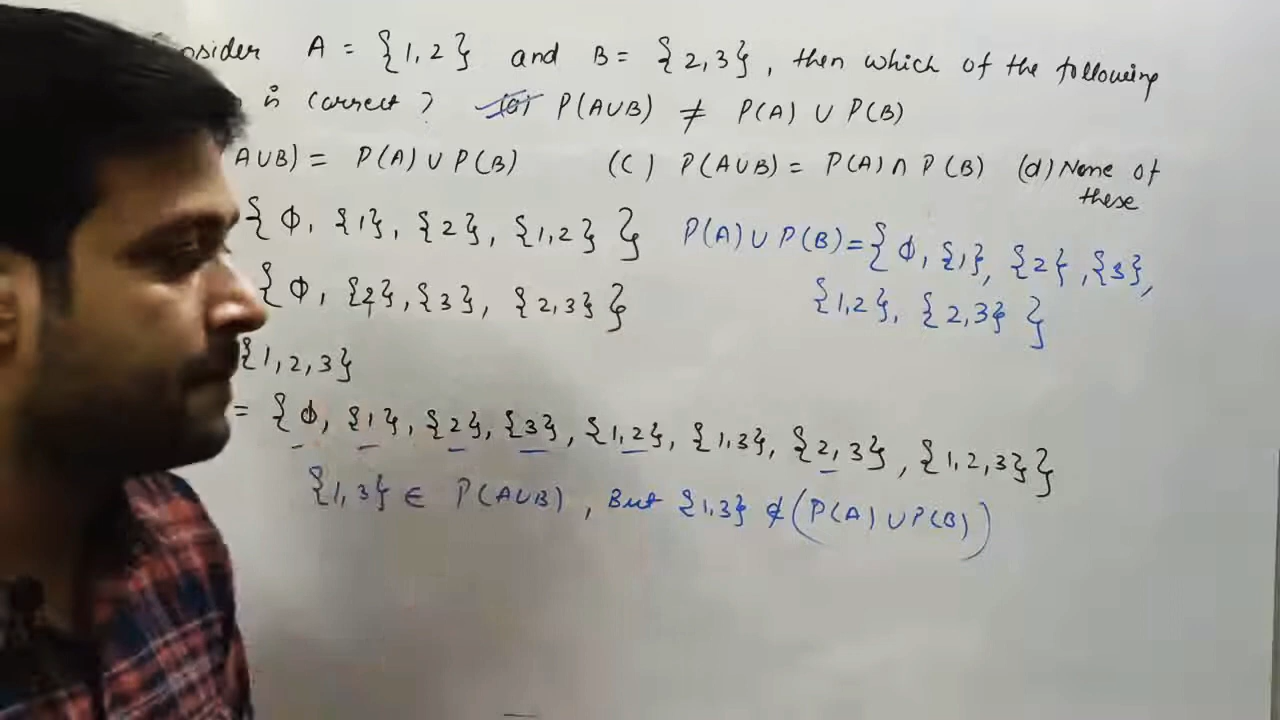 A = {1,2} and B = {2,3}, then which of the following
is correct? (a) P(A∪B) ≠ P(A) ∪ P(B)
(A∪B) = P(A) ∪ P(B) (C) P(A∪B) = P(A) ∩ P(B) (d) None of
these
{ϕ, {1}, {2}, {1,2}} P(A) ∪ P(B) = {ϕ, {1}, {2}, {3},
{ϕ, {2}, {3}, {2,3}} {1,2}, {2,3}}
{1,2,3}
= {ϕ, {1}, {2}, {3}, {1,2}, {1,3}, {2,3}, {1,2,3}}
{1,3} ∈ P(A∪B), But {1,3} ∉ (P(A) ∪ P(B))